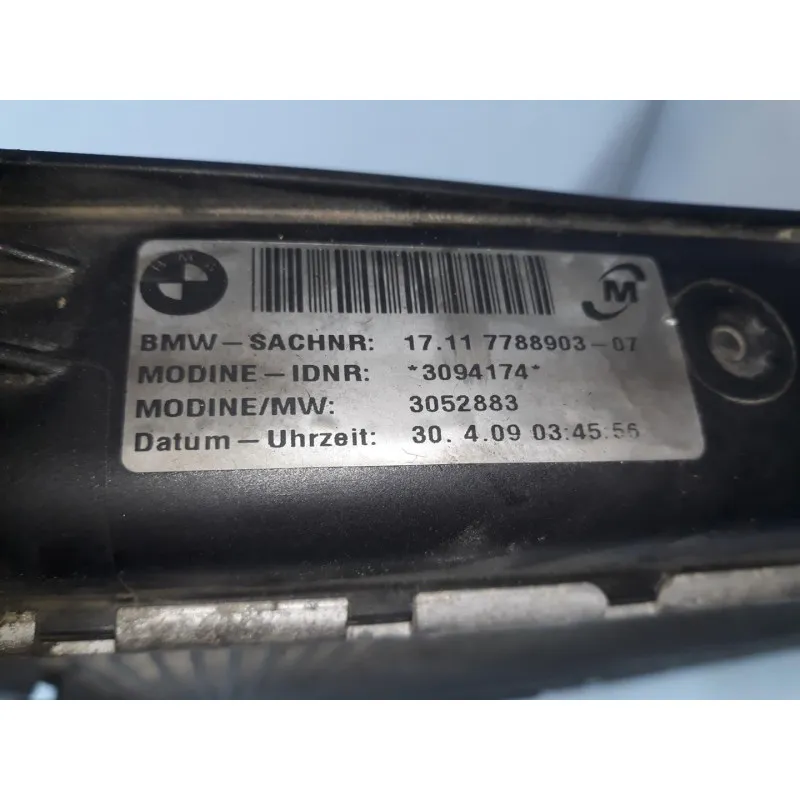 BMW
M
BMW-SACHNR: 17.11 7788903-07
MODINE-IDNR: *3094174*
MODINE/MW: 3052883
Datum-Uhrzeit: 30. 4.09 03:45:56